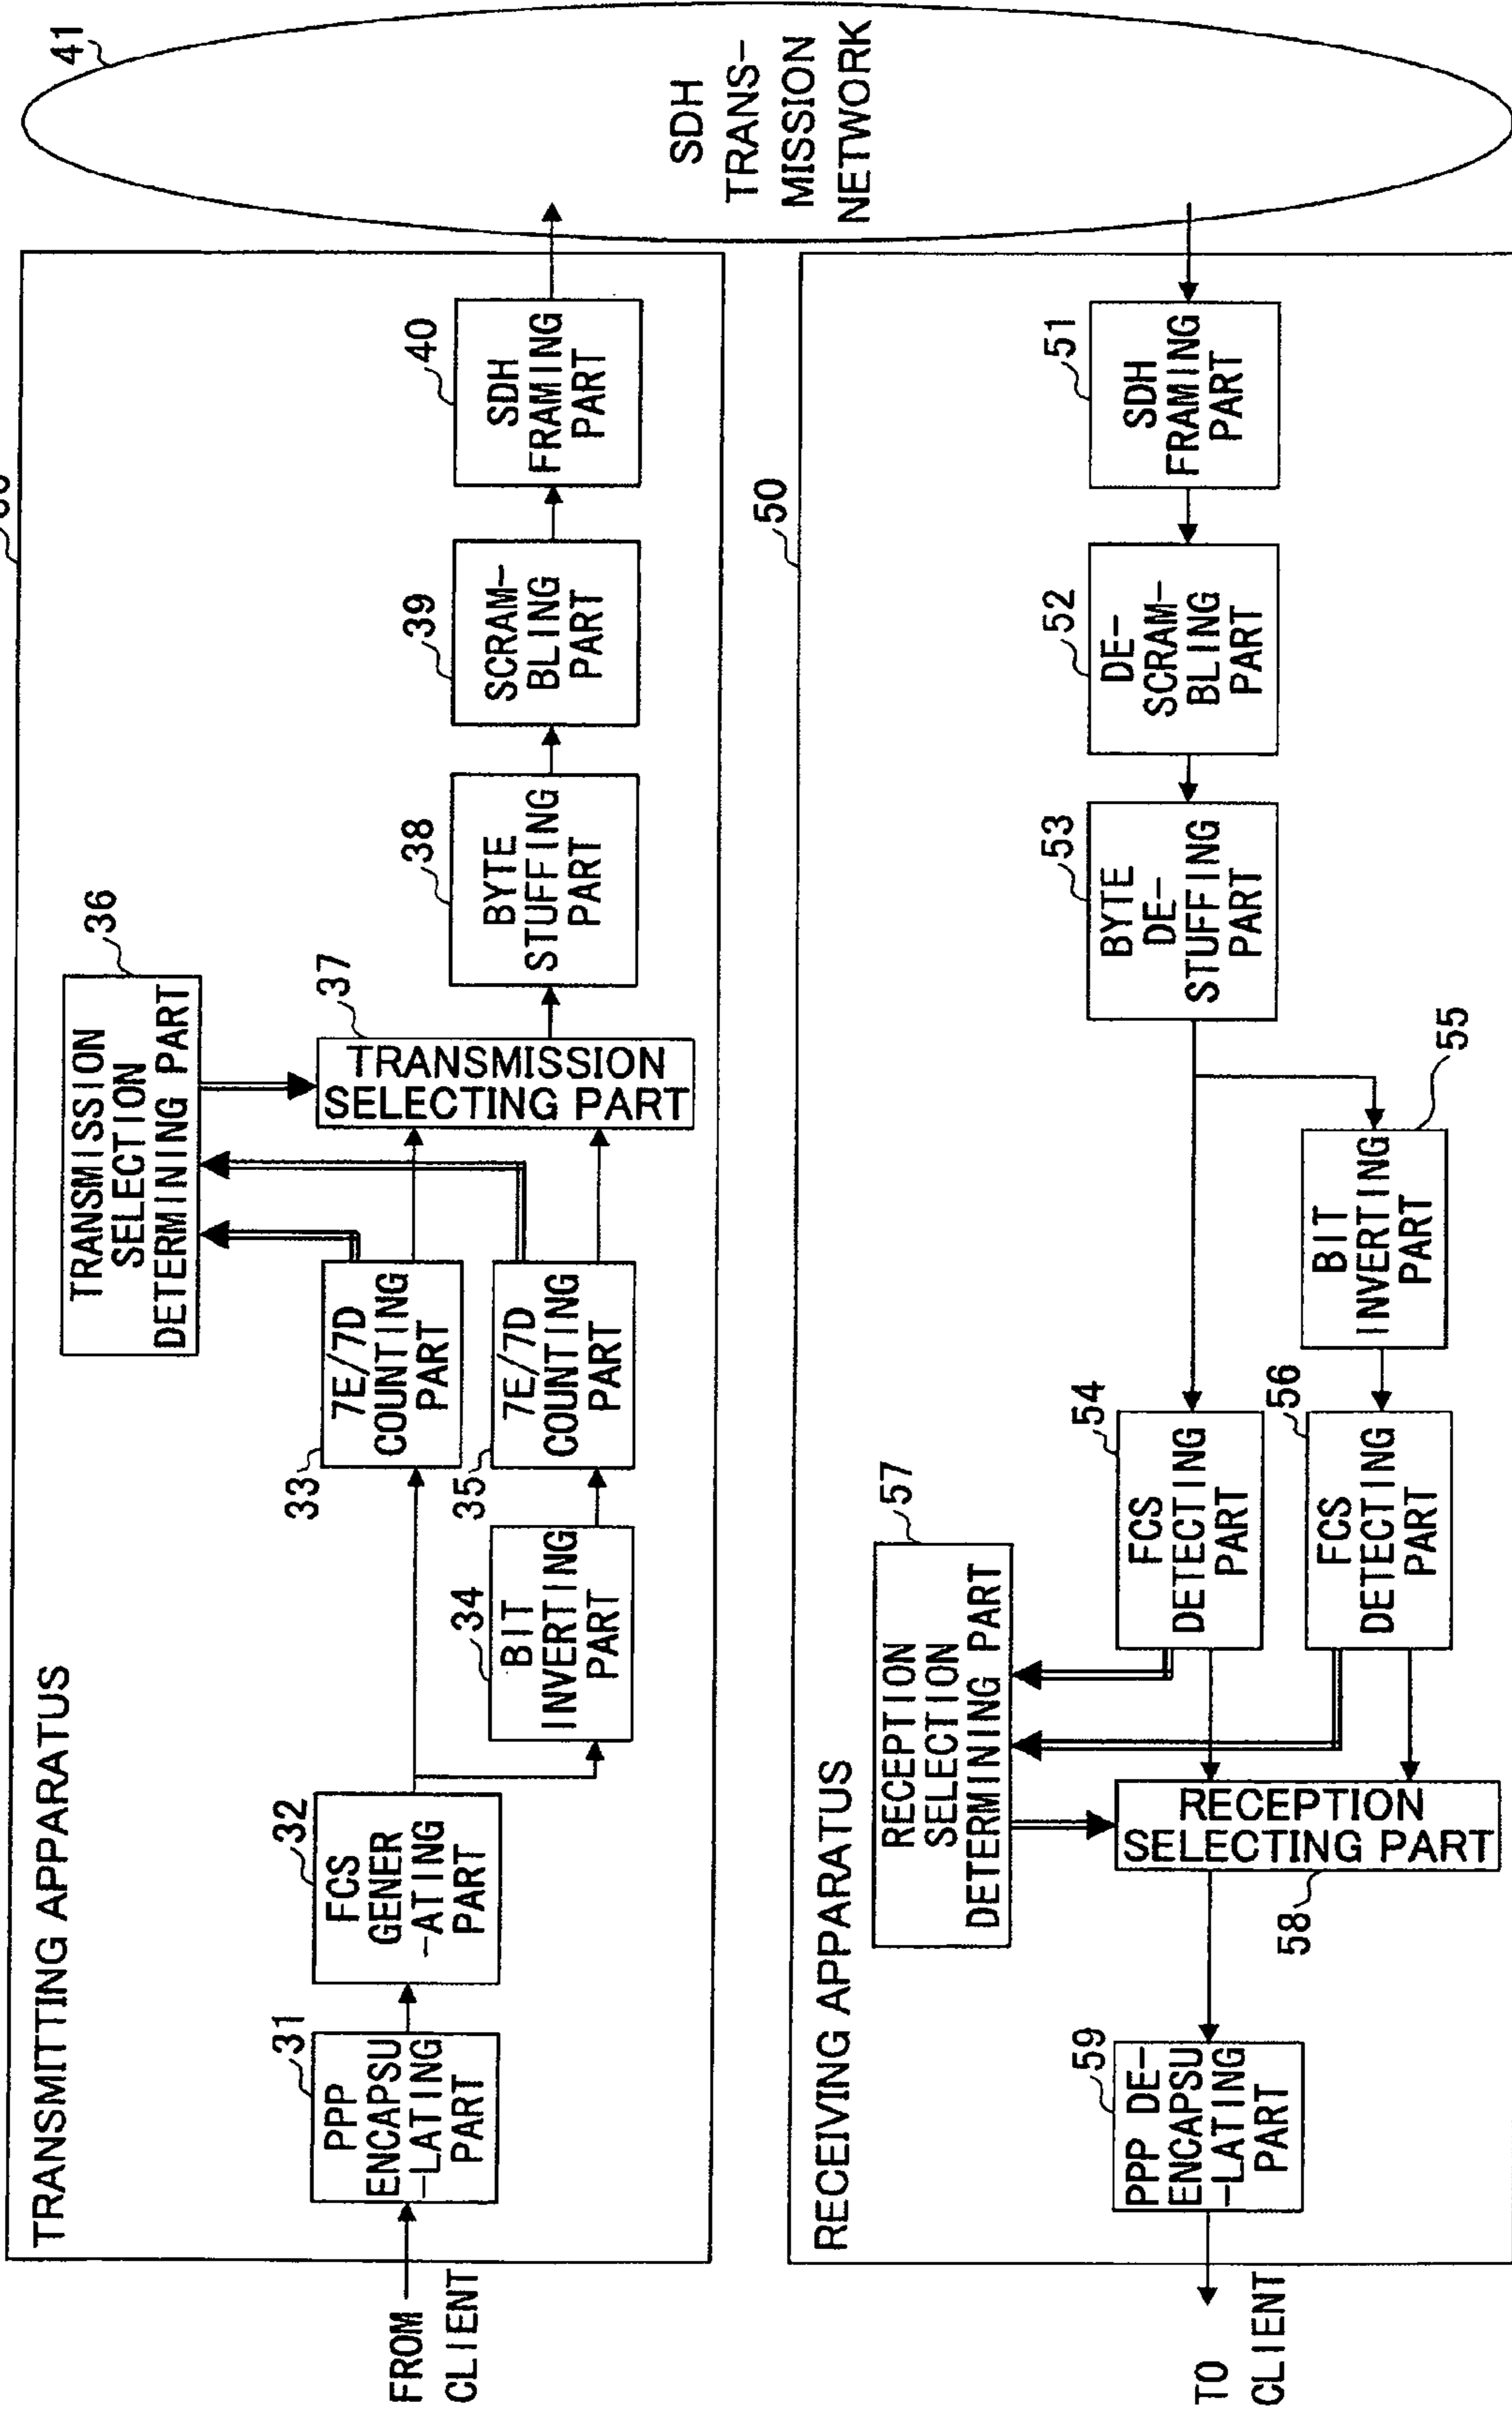 TRANSMITTING APPARATUS
FROM
CLIENT
31
PPP
ENCAPSU
-LATING
PART
32
FCS
GENER
-ATING
PART
33
7E/7D
COUNTING
PART
34
BIT
INVERTING
PART
35
7E/7D
COUNTING
PART
36
TRANSMISSION
SELECTION
DETERMINING PART
37
TRANSMISSION
SELECTING PART
38
BYTE
STUFFING
PART
39
SCRAM-
BLING
PART
40
SDH
FRAMING
PART
41
SDH
TRANS-
MISSION
NETWORK
50
RECEIVING APPARATUS
51
SDH
FRAMING
PART
52
DE-
SCRAM-
BLING
PART
53
BYTE
DE-
STUFFING
PART
54
FCS
DETECTING
PART
55
BIT
INVERTING
PART
56
FCS
DETECTING
PART
57
RECEPTION
SELECTION
DETERMINING PART
58
RECEPTION
SELECTING PART
59
PPP DE-
ENCAPSU
-LATING
PART
TO
CLIENT